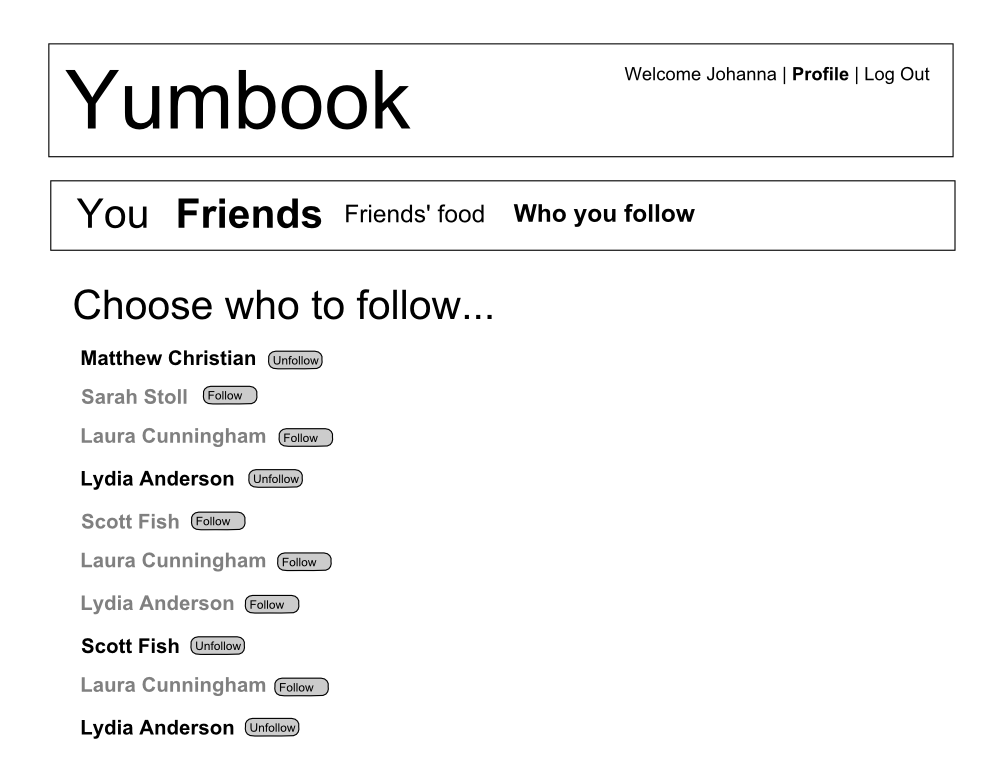 Yumbook
Welcome Johanna | Profile | Log Out
You Friends Friends' food Who you follow
Choose who to follow...
Matthew Christian Unfollow
Sarah Stoll Follow
Laura Cunningham Follow
Lydia Anderson Unfollow
Scott Fish Follow
Laura Cunningham Follow
Lydia Anderson Follow
Scott Fish Unfollow
Laura Cunningham Follow
Lydia Anderson Unfollow